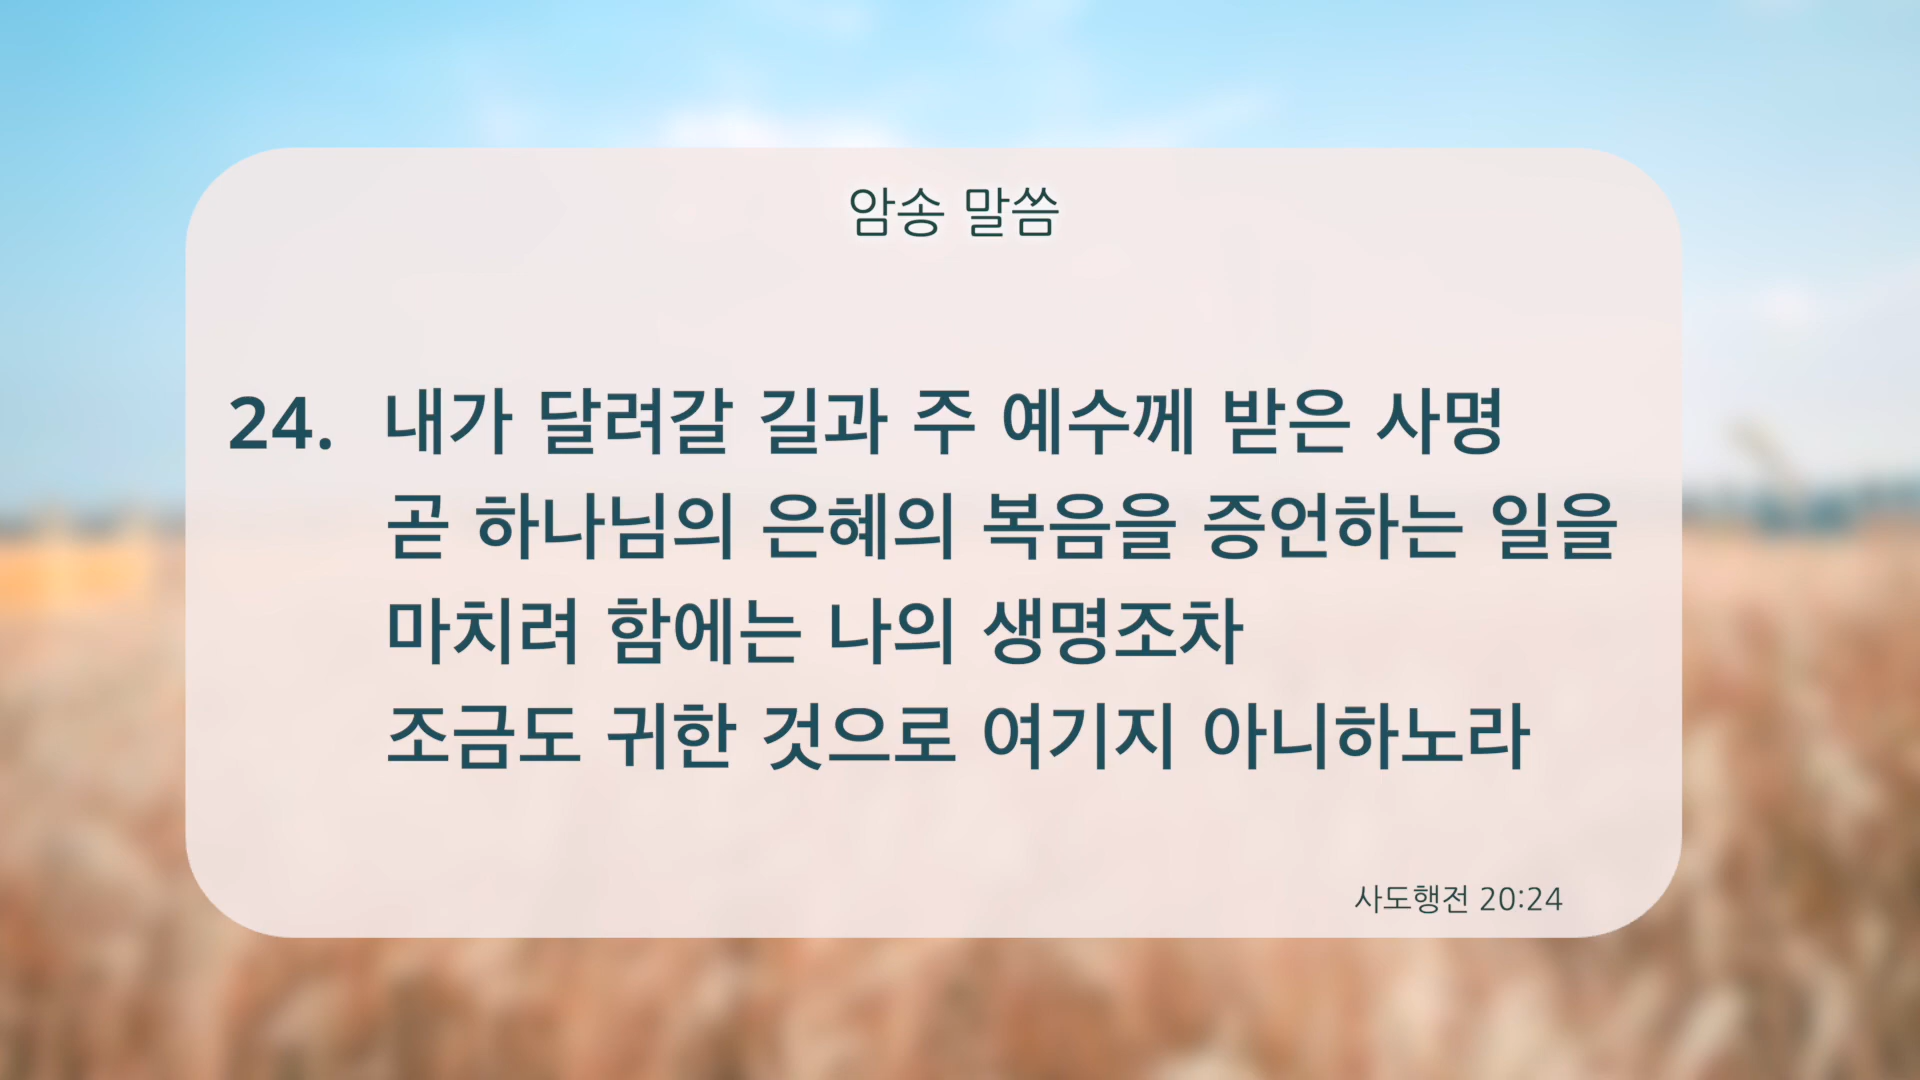 암송 말씀
24. 내가 달려갈 길과 주 예수께 받은 사명
곧 하나님의 은혜의 복음을 증언하는 일을
마치려 함에는 나의 생명조차
조금도 귀한 것으로 여기지 아니하노라
사도행전 20:24